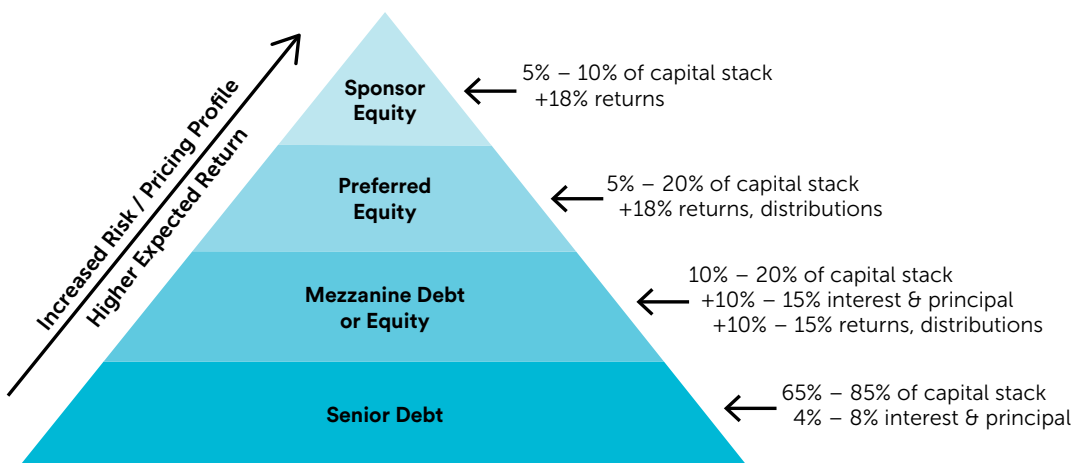 Increased Risk / Pricing Profile
Higher Expected Return
Sponsor
Equity
5% – 10% of capital stack
+18% returns
Preferred
Equity
5% – 20% of capital stack
+18% returns, distributions
Mezzanine Debt
or Equity
10% – 20% of capital stack
+10% – 15% interest & principal
+10% – 15% returns, distributions
Senior Debt
65% – 85% of capital stack
4% – 8% interest & principal